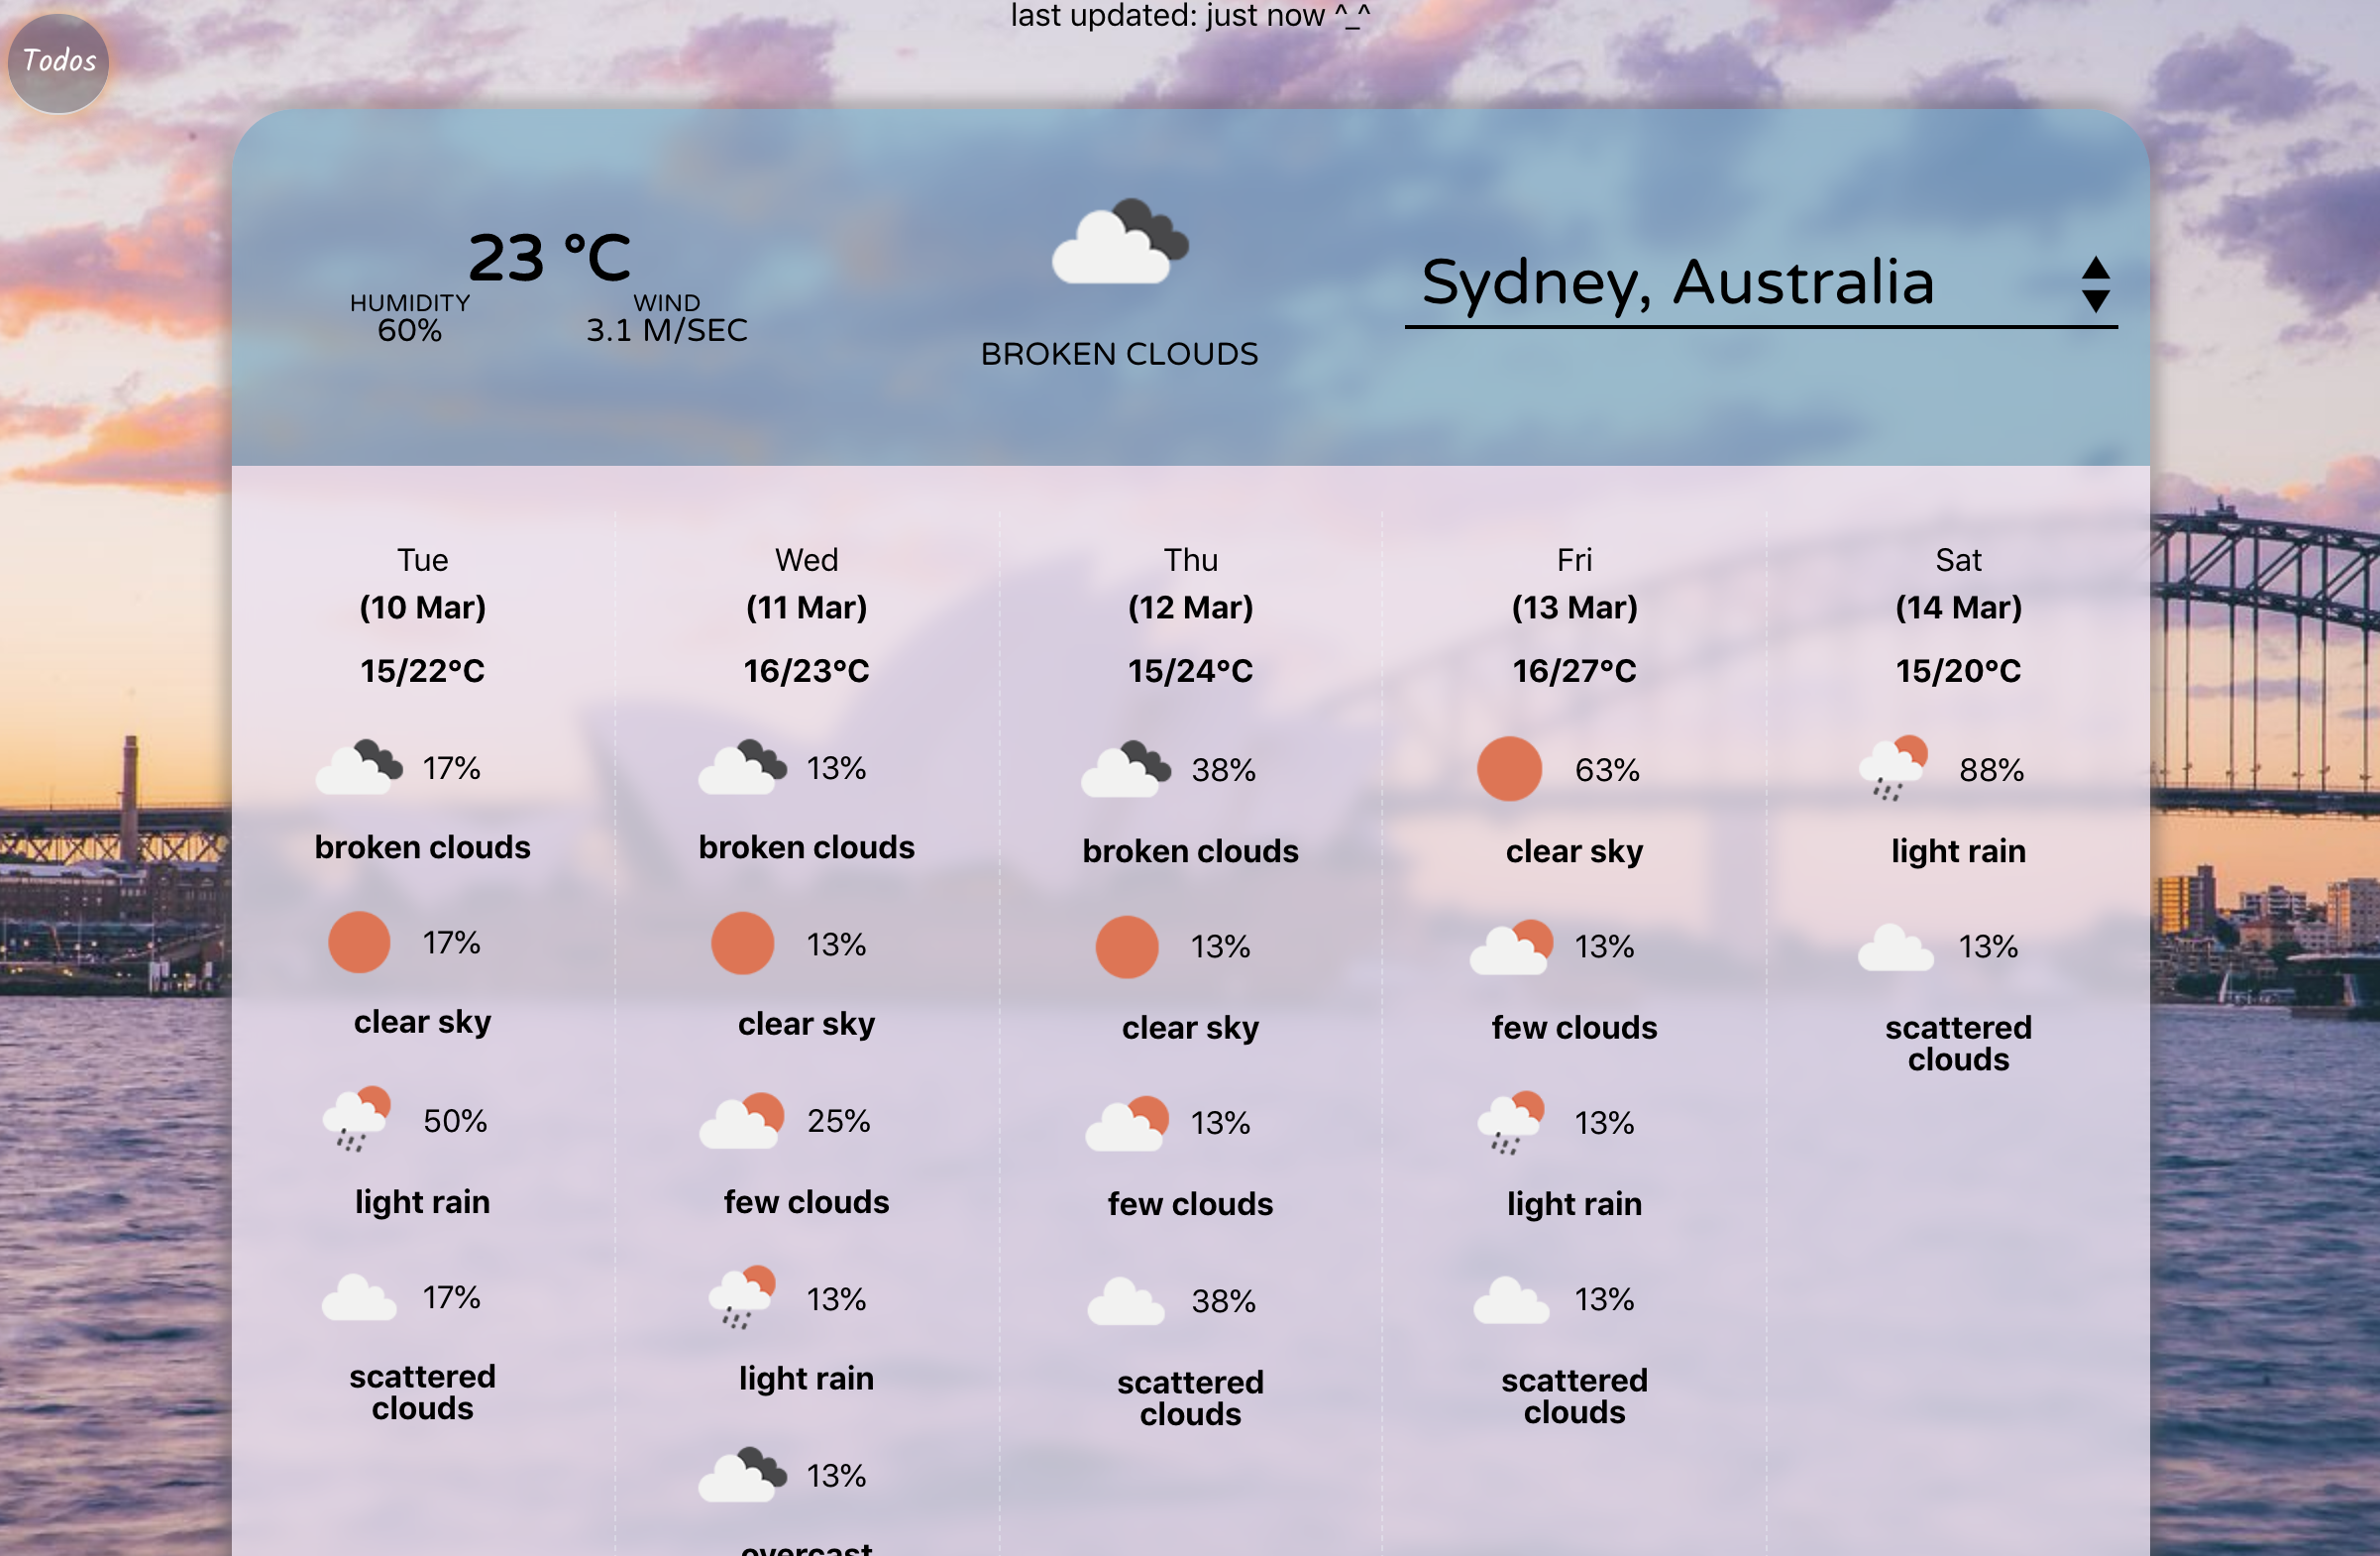 last updated: just now ^_^
Todos
23 °C
HUMIDITY
60%
WIND
3.1 M/SEC
BROKEN CLOUDS
Sydney, Australia
Tue
(10 Mar)
15/22°C
17%
broken clouds
17%
clear sky
50%
light rain
17%
scattered
clouds
Wed
(11 Mar)
16/23°C
13%
broken clouds
13%
clear sky
25%
few clouds
13%
light rain
13%
overcast
Thu
(12 Mar)
15/24°C
38%
broken clouds
13%
clear sky
13%
few clouds
38%
scattered
clouds
Fri
(13 Mar)
16/27°C
63%
clear sky
13%
few clouds
13%
light rain
13%
scattered
clouds
Sat
(14 Mar)
15/20°C
88%
light rain
13%
scattered
clouds